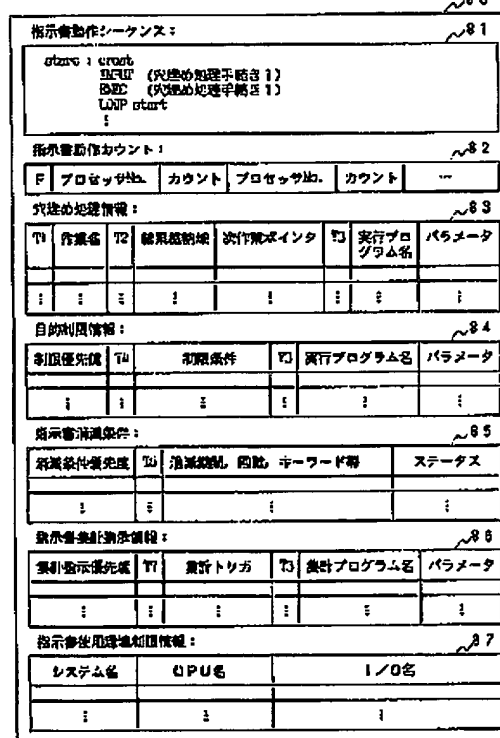 指示書動作シーケンス： 81
start : crost
INPUT (穴埋め処理手続き1)
EXEC (穴埋め処理手続き1)
LOOP start
:
指示書動作カウント： 82
F プロセッサNo. カウント プロセッサNo. カウント …
穴埋め処理情報： 83
T1 作業名 T2 結果格納域 次作業ポインタ T3 実行プログラム名 パラメータ
: : : : : : : :
目的制限情報： 84
制限優先度 T4 制限条件 T3 実行プログラム名 パラメータ
: : : : : :
指示書消滅条件： 85
消滅条件優先度 T6 消滅期間，回数，キーワード等 ステータス
: : : :
指示書集計指示情報： 86
集計指示優先度 T7 集計トリガ T3 集計プログラム名 パラメータ
: : : : : :
指示書使用環境制限情報： 87
システム名 CPU名 I／O名
: : :